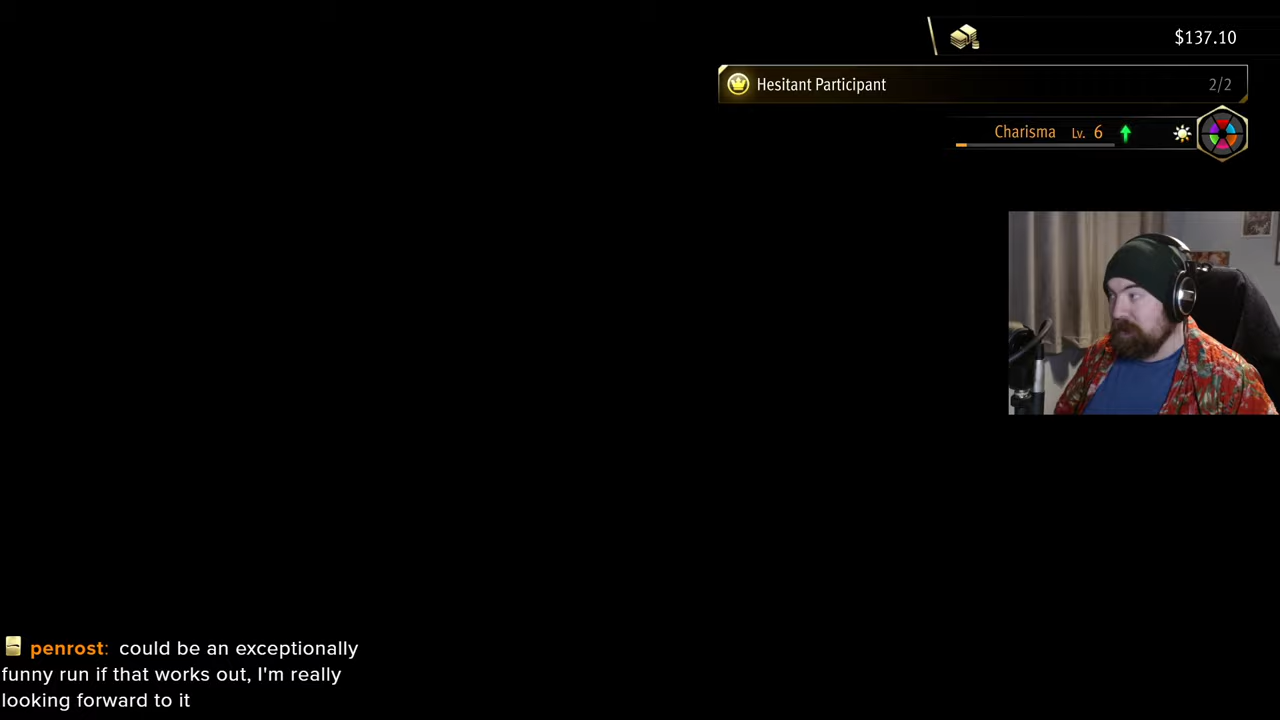 $137.10
Hesitant Participant 2/2
Charisma Lv. 6
penrost: could be an exceptionally
funny run if that works out, I'm really
looking forward to it